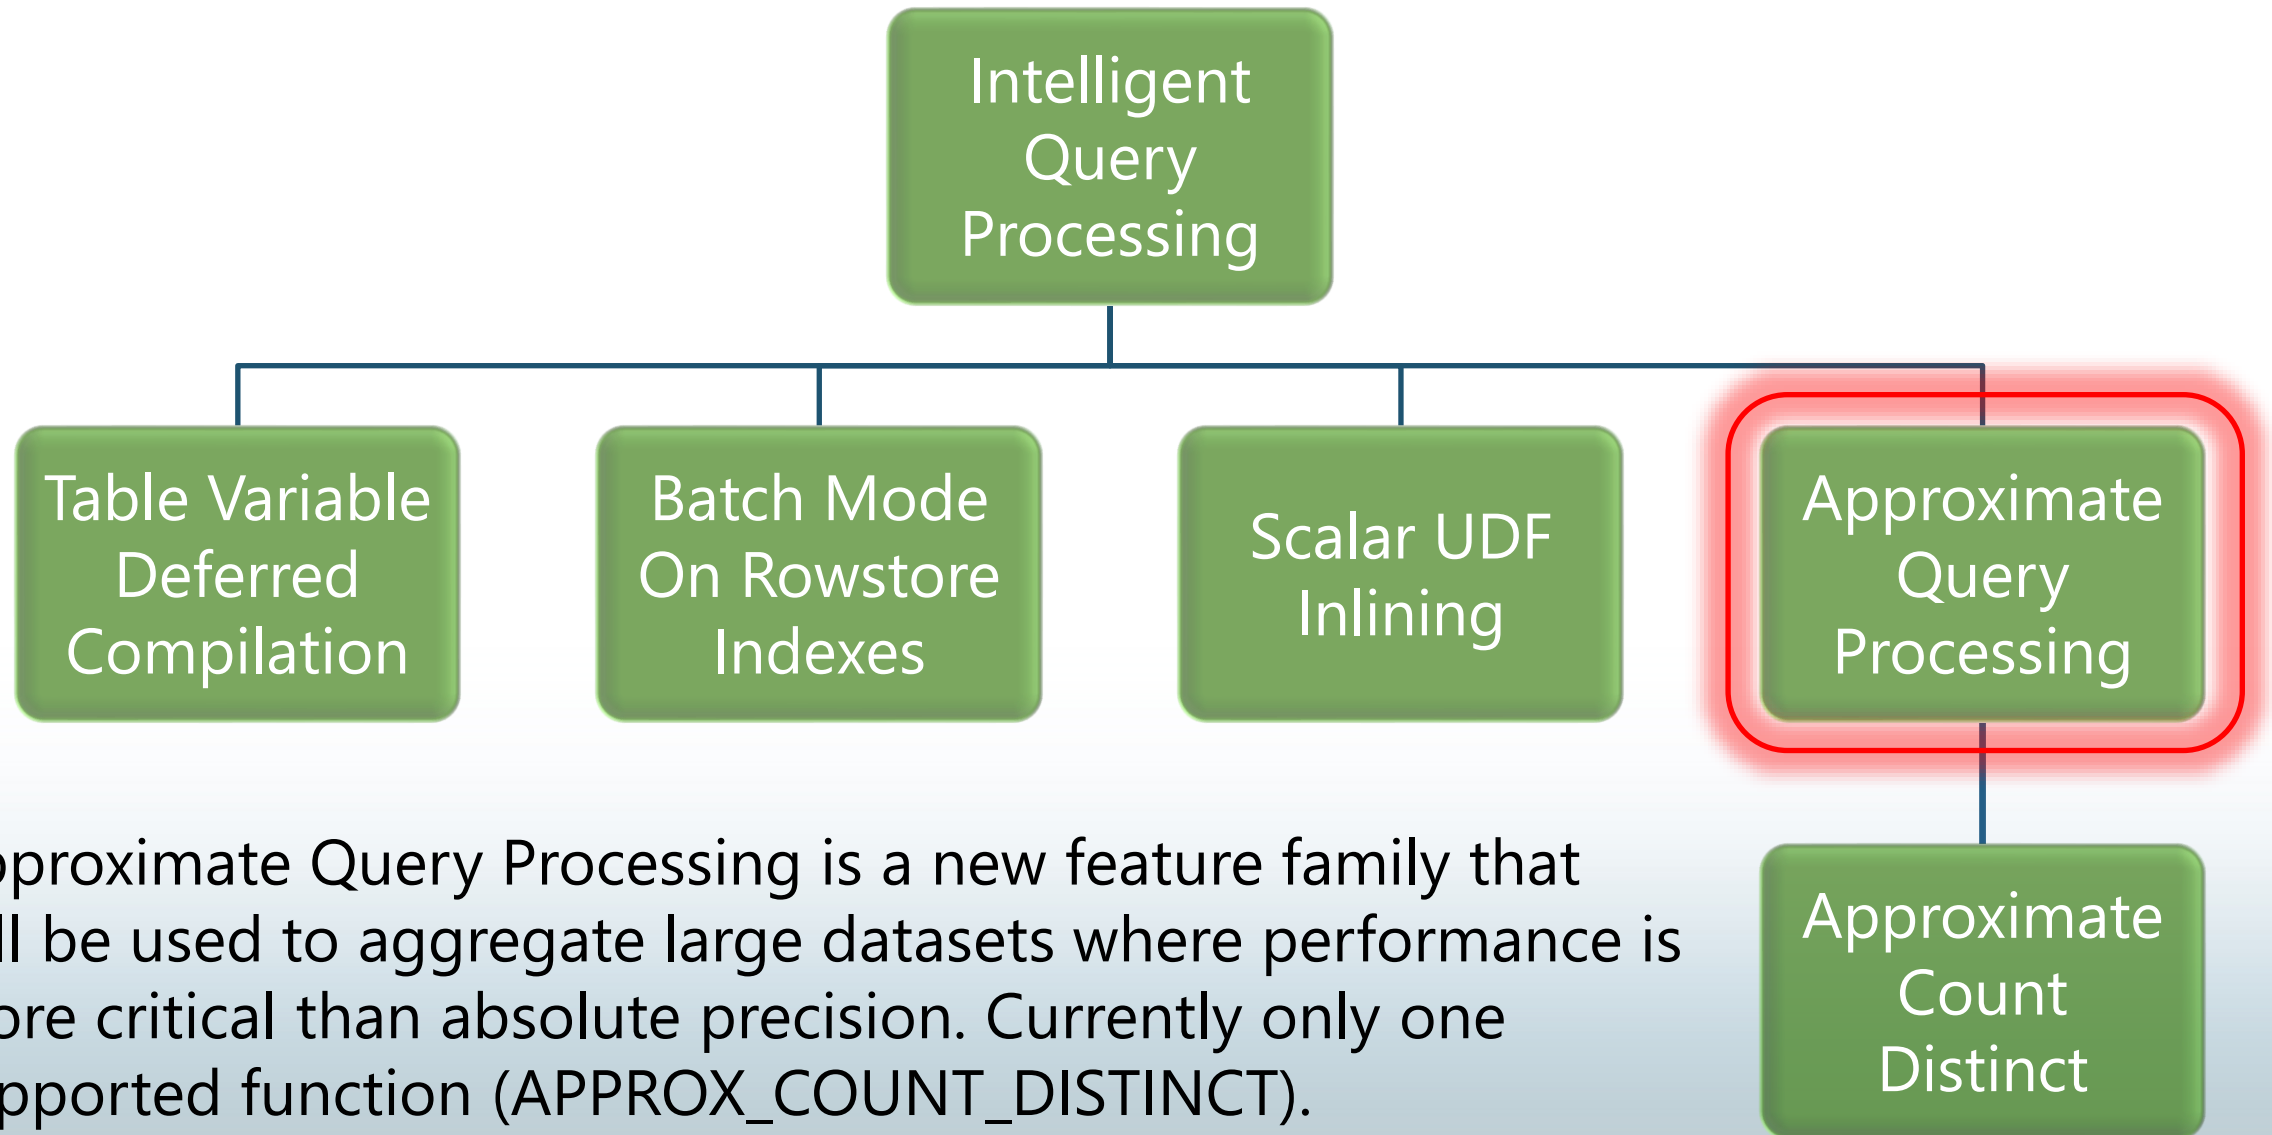 Intelligent
Query
Processing
Table Variable
Deferred
Compilation
Batch Mode
On Rowstore
Indexes
Scalar UDF
Inlining
Approximate
Query
Processing
Approximate
Count
Distinct
pproximate Query Processing is a new feature family that
ll be used to aggregate large datasets where performance is
ore critical than absolute precision. Currently only one
pported function (APPROX_COUNT_DISTINCT).